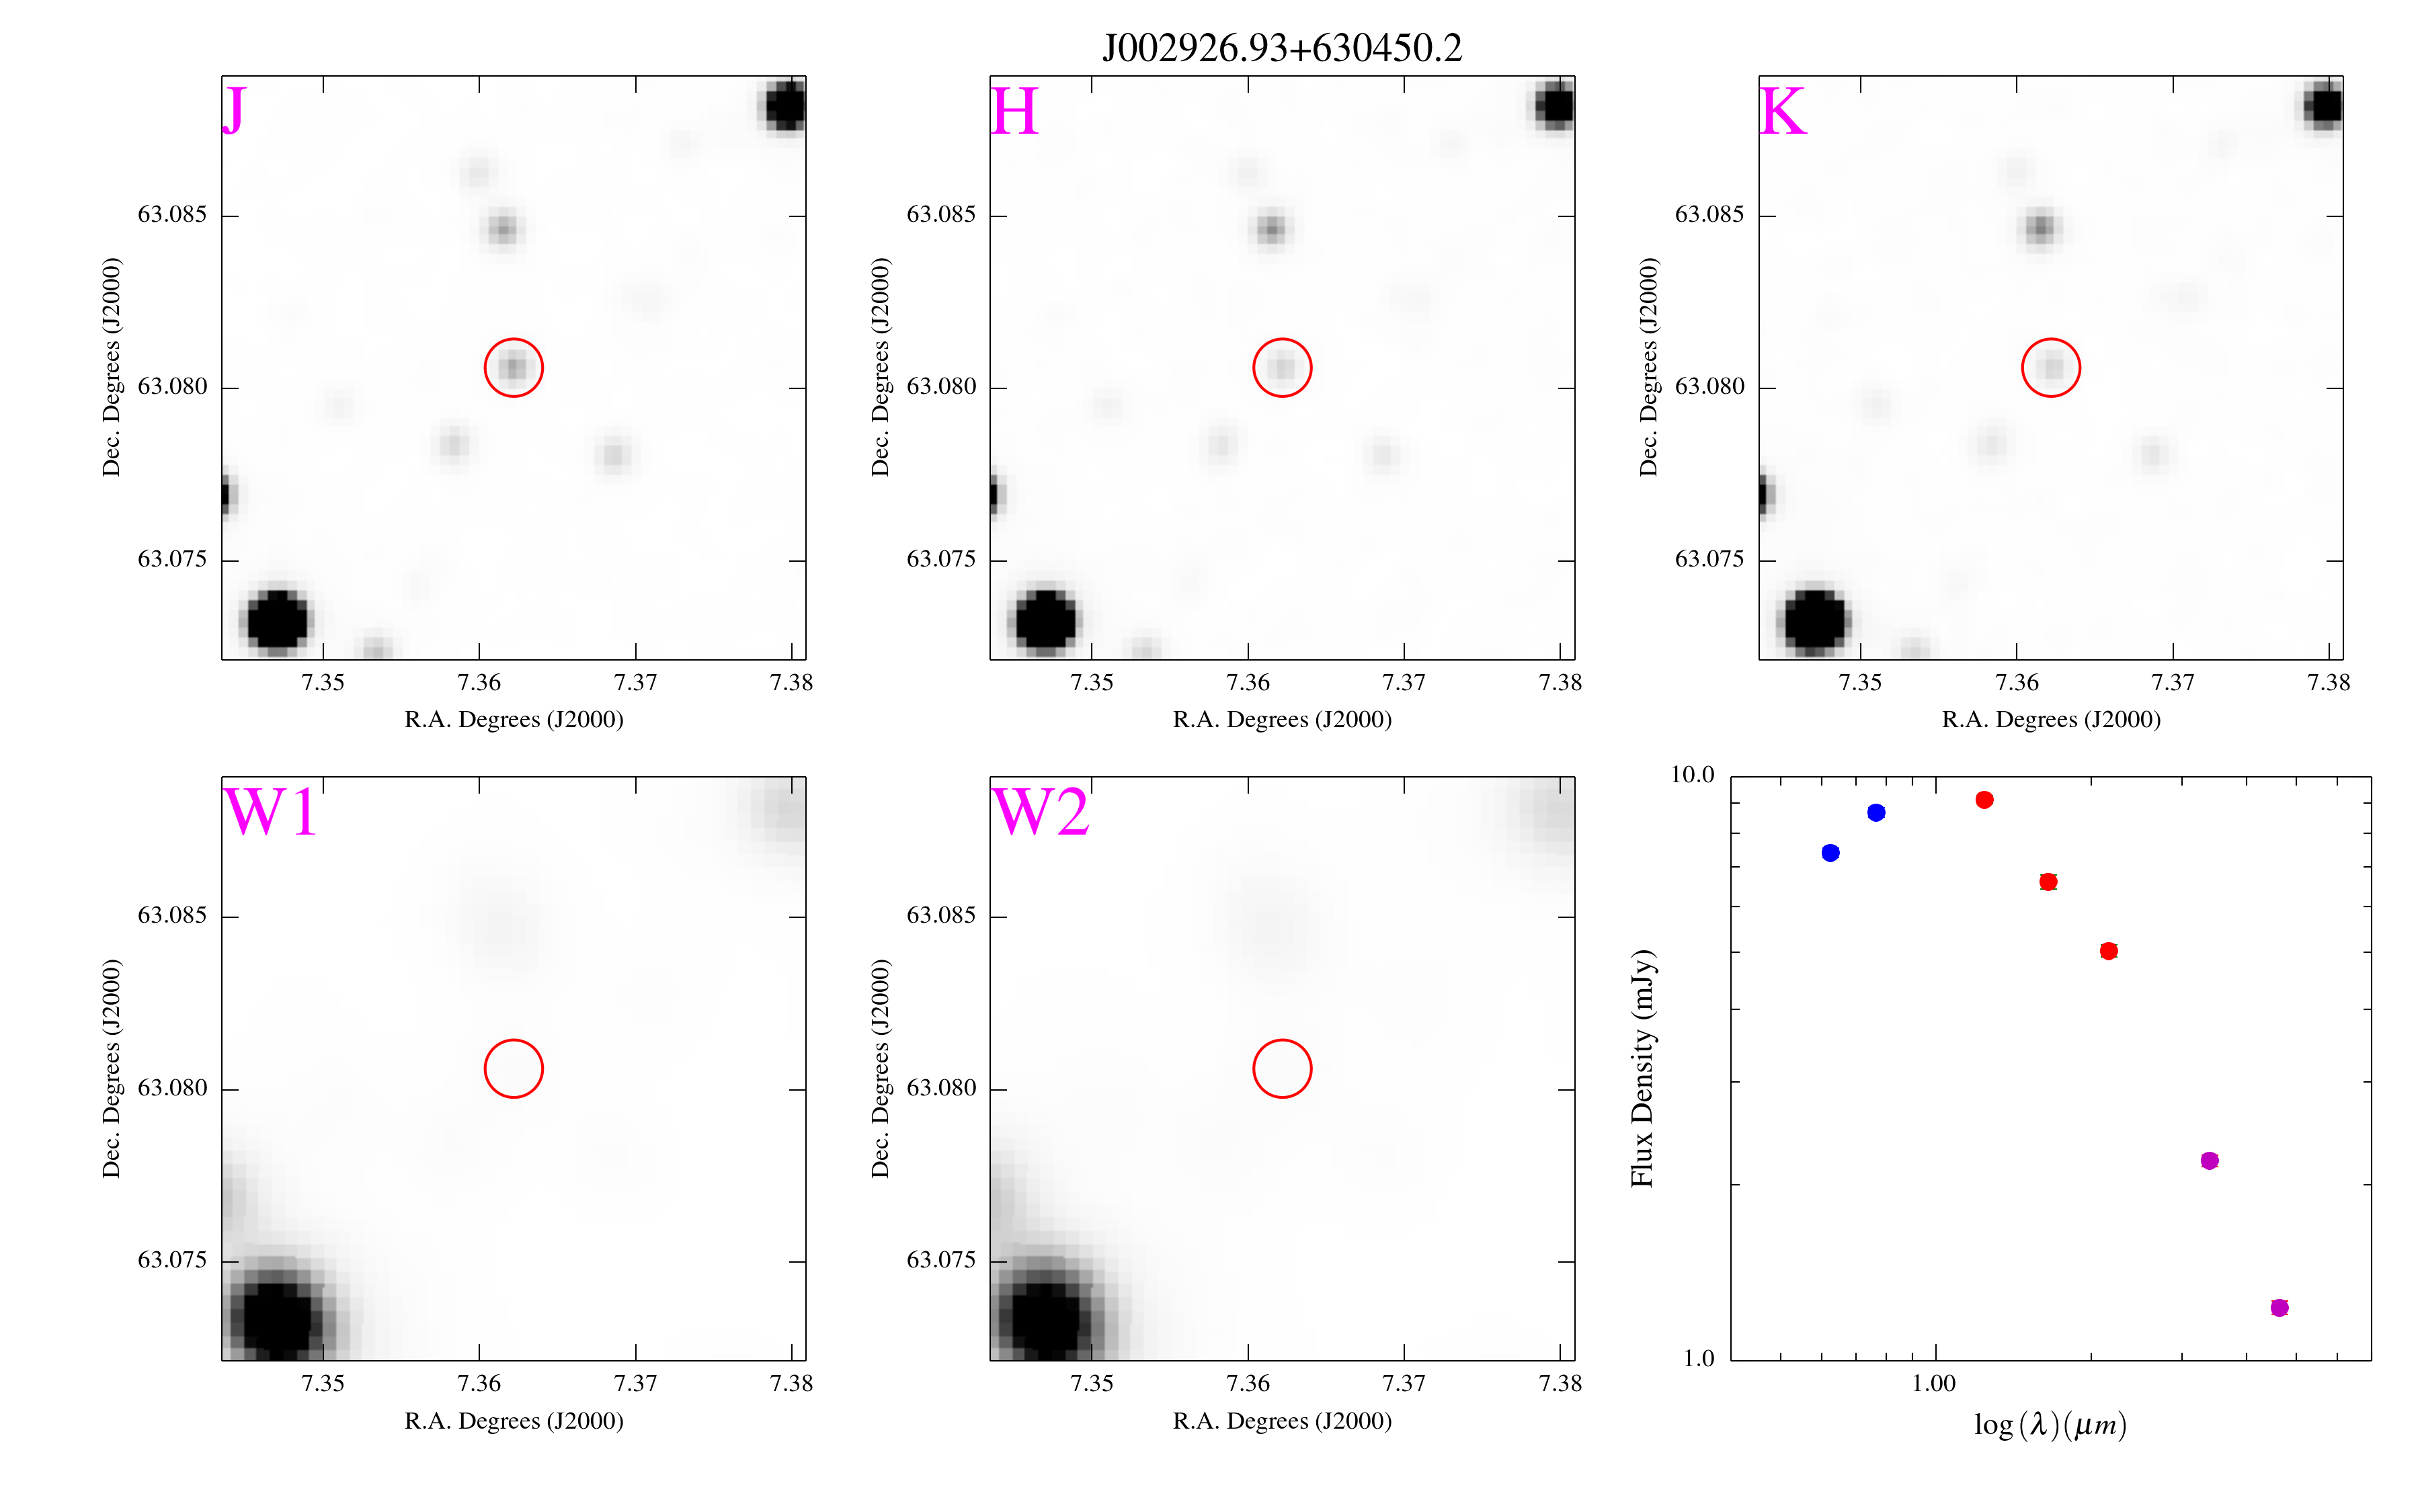 J002926.93+630450.2
J
63.085
63.080
63.075
Dec. Degrees (J2000)
7.35 7.36 7.37 7.38
R.A. Degrees (J2000)
H
63.085
63.080
63.075
Dec. Degrees (J2000)
7.35 7.36 7.37 7.38
R.A. Degrees (J2000)
K
63.085
63.080
63.075
Dec. Degrees (J2000)
7.35 7.36 7.37 7.38
R.A. Degrees (J2000)
W1
63.085
63.080
63.075
Dec. Degrees (J2000)
7.35 7.36 7.37 7.38
R.A. Degrees (J2000)
W2
63.085
63.080
63.075
Dec. Degrees (J2000)
7.35 7.36 7.37 7.38
R.A. Degrees (J2000)
10.0
1.0
Flux Density (mJy)
1.00
log(λ)(μm)